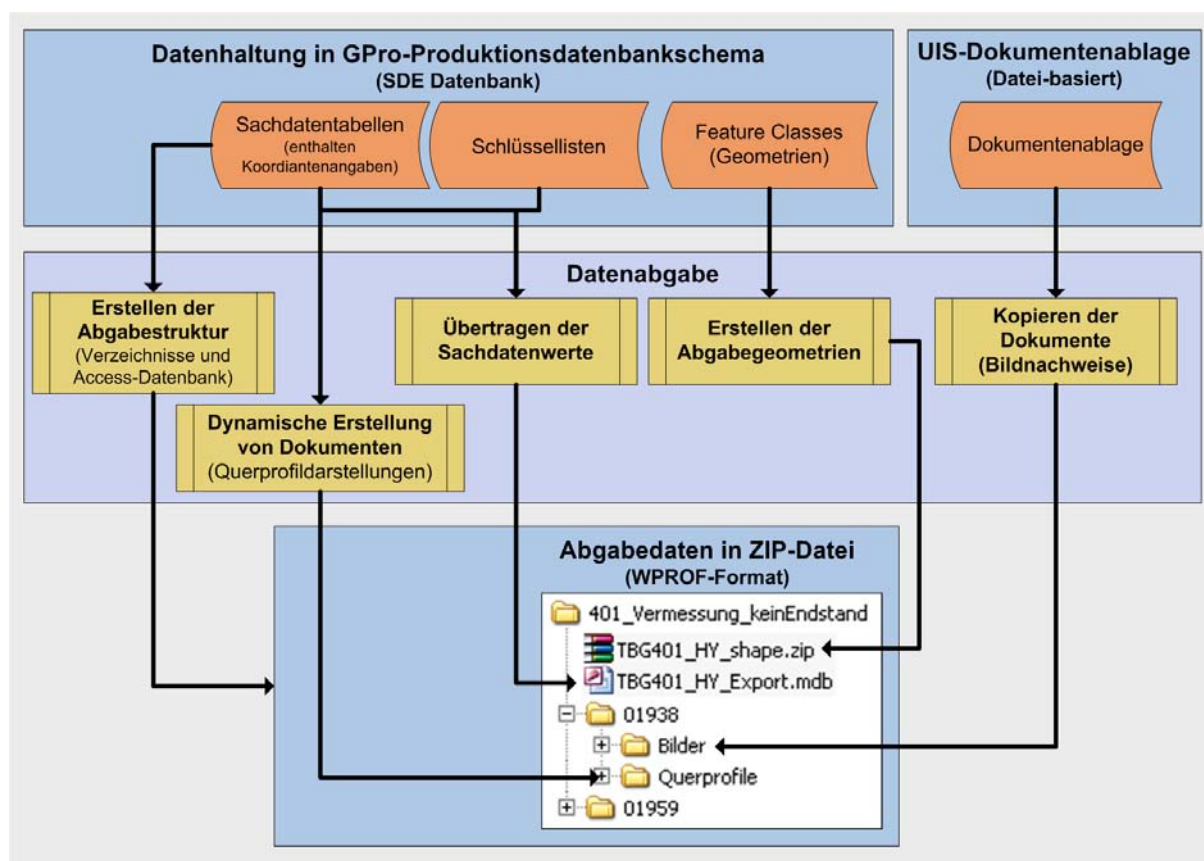 Datenhaltung in GPro-Produktionsdatenbankschema
(SDE Datenbank)
Sachdatentabellen
(enthalten
Koordiantenangaben)
Schlüssellisten
Feature Classes
(Geometrien)
UIS-Dokumentenablage
(Datei-basiert)
Dokumentenablage
Datenabgabe
Erstellen der
Abgabestruktur
(Verzeichnisse und
Access-Datenbank)
Dynamische Erstellung
von Dokumenten
(Querprofildarstellungen)
Übertragen der
Sachdatenwerte
Erstellen der
Abgabegeometrien
Kopieren der
Dokumente
(Bildnachweise)
Abgabedaten in ZIP-Datei
(WPROF-Format)
401_Vermessung_keinEndstand
TBG401_HY_shape.zip
TBG401_HY_Export.mdb
01938
Bilder
Querprofile
01959